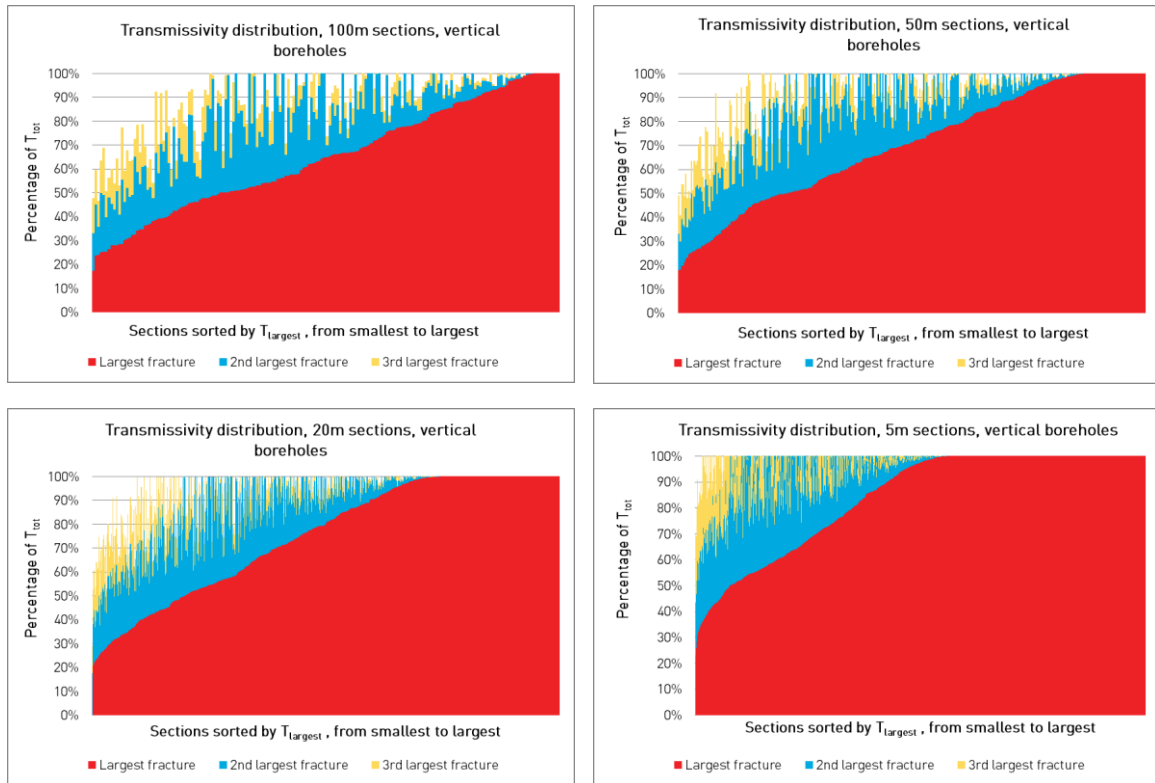 Transmissivity distribution, 100m sections, vertical
boreholes
Percentage of Ttot
100%
90%
80%
70%
60%
50%
40%
30%
20%
10%
0%
Sections sorted by Tlargest , from smallest to largest
Largest fracture 2nd largest fracture 3rd largest fracture
Transmissivity distribution, 50m sections, vertical
boreholes
Percentage of Ttot
100%
90%
80%
70%
60%
50%
40%
30%
20%
10%
0%
Sections sorted by Tlargest , from smallest to largest
Largest fracture 2nd largest fracture 3rd largest fracture
Transmissivity distribution, 20m sections, vertical
boreholes
Percentage of Ttot
100%
90%
80%
70%
60%
50%
40%
30%
20%
10%
0%
Sections sorted by Tlargest , from smallest to largest
Largest fracture 2nd largest fracture 3rd largest fracture
Transmissivity distribution, 5m sections, vertical boreholes
Percentage of Ttot
100%
90%
80%
70%
60%
50%
40%
30%
20%
10%
0%
Sections sorted by Tlargest , from smallest to largest
Largest fracture 2nd largest fracture 3rd largest fracture